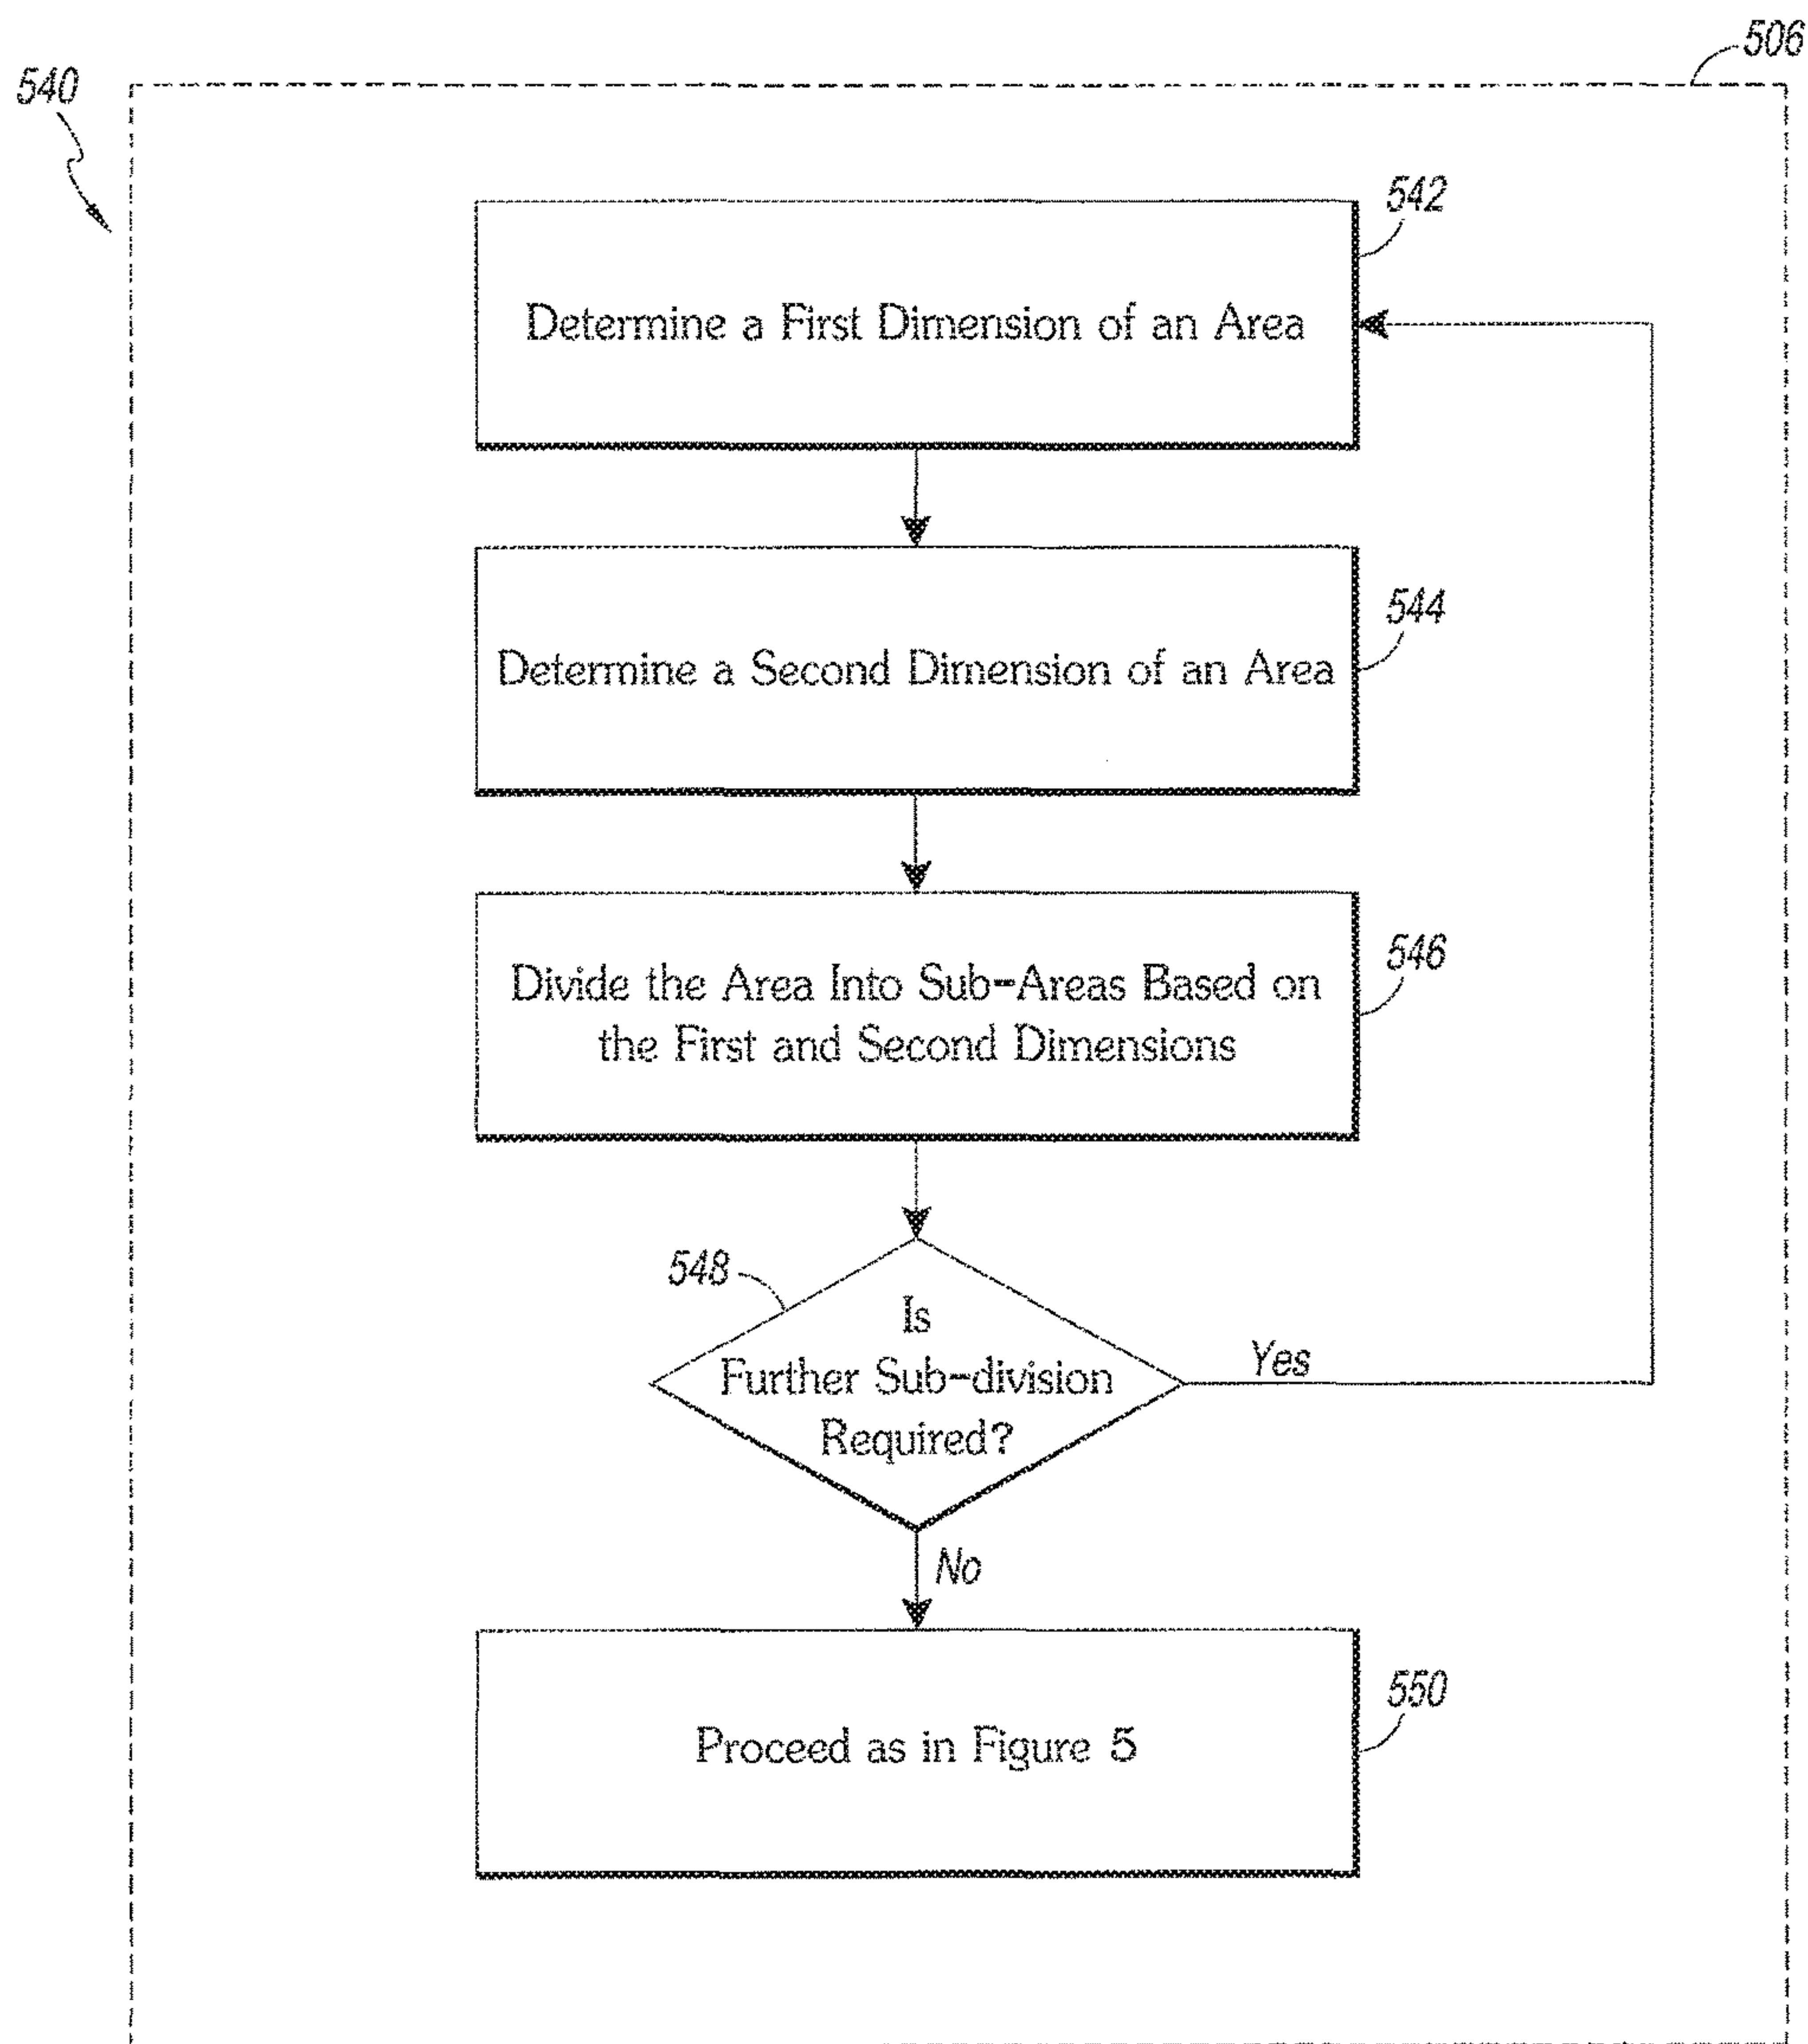 506
540
542
Determine a First Dimension of an Area
544
Determine a Second Dimension of an Area
546
Divide the Area Into Sub-Areas Based on
the First and Second Dimensions
548
Is
Further Sub-division
Required?
Yes
No
550
Proceed as in Figure 5